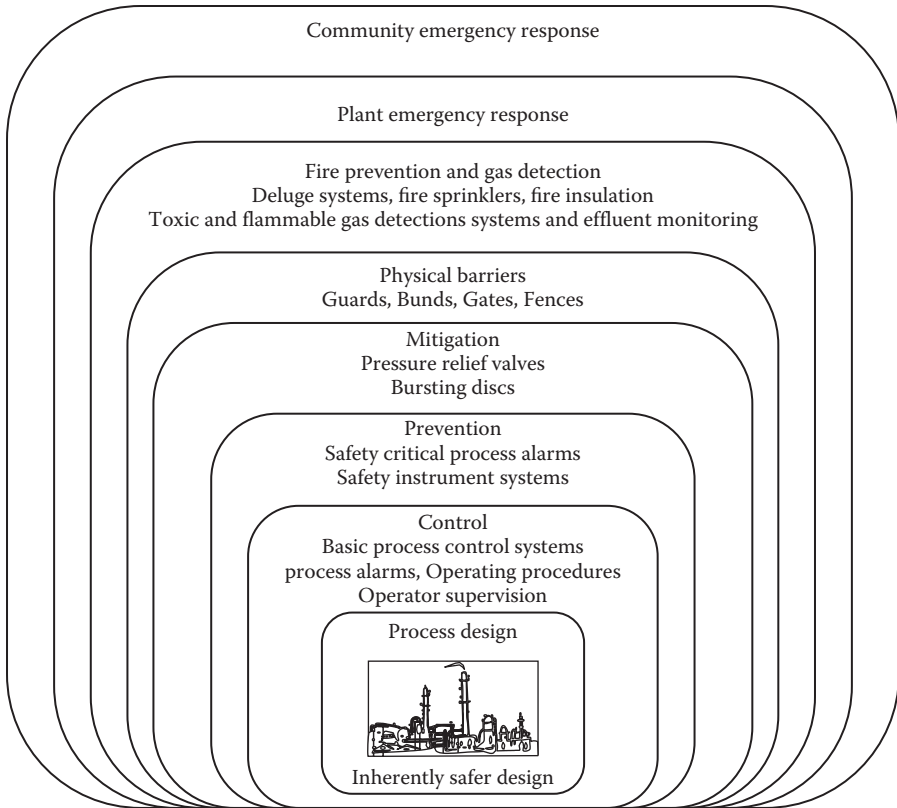 Community emergency response
Plant emergency response
Fire prevention and gas detection
Deluge systems, fire sprinklers, fire insulation
Toxic and flammable gas detections systems and effluent monitoring
Physical barriers
Guards, Bunds, Gates, Fences
Mitigation
Pressure relief valves
Bursting discs
Prevention
Safety critical process alarms
Safety instrument systems
Control
Basic process control systems
process alarms, Operating procedures
Operator supervision
Process design
Inherently safer design